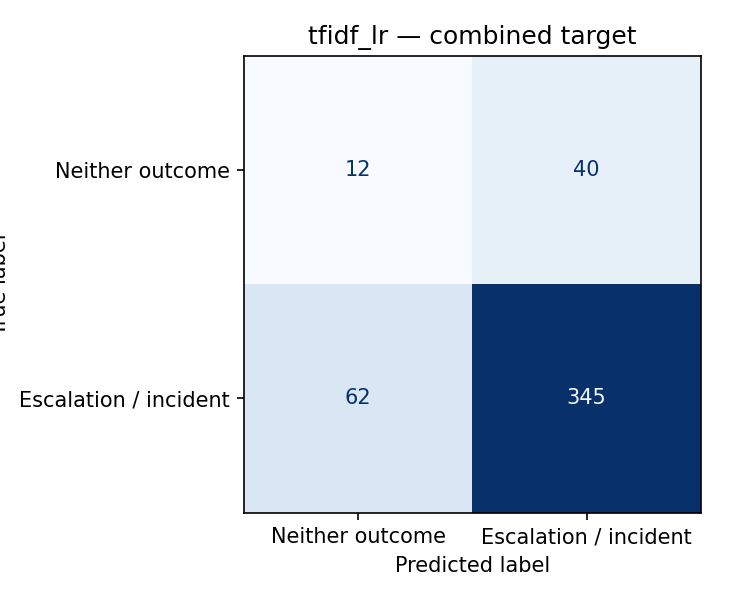 tfidf_lr — combined target
Neither outcome
12
40
Escalation / incident
62
345
Neither outcome
Escalation / incident
Predicted label